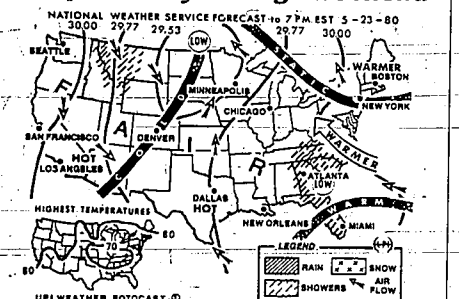 NATIONAL WEATHER SERVICE FORECAST to 7 PM EST 5-23-80
30.00 29.77 29.53 LOW 29.77 30.00
SEATTLE
STATIC
WARMER
BOSTON
MINNEAPOLIS
NEW YORK
CHICAGO
F A I R
DENVER
COLD
SAN FRANCISCO
HOT
LOS ANGELES
WARMER
ATLANTA
LOW
DALLAS
HOT
WARM
HIGHEST TEMPERATURES
NEW ORLEANS
MIAMI
80
70
80
LEGEND
RAIN
SNOW
SHOWERS
AIR FLOW
UPI WEATHER FOTOCAST ©